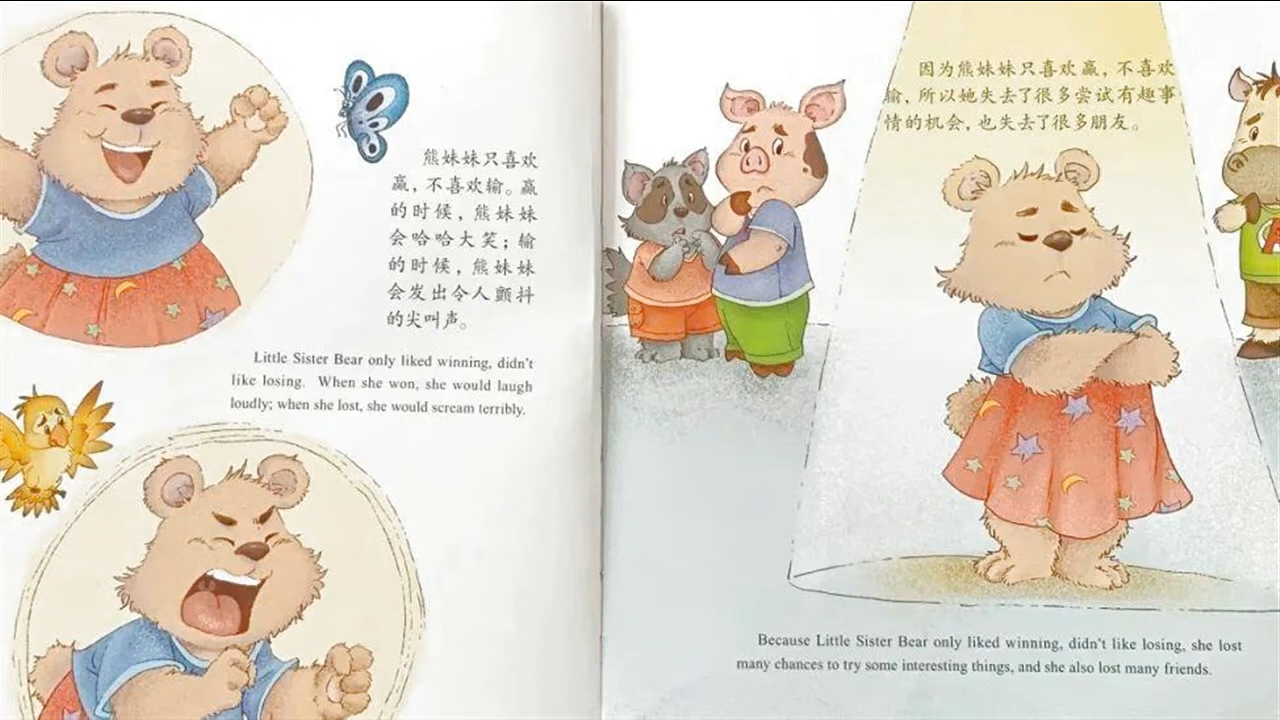 熊妹妹只喜欢
赢，不喜欢输。赢
的时候，熊妹妹
会哈哈大笑；输
的时候，熊妹妹
会发出令人颤抖
的尖叫声。
Little Sister Bear only liked winning, didn't
like losing. When she won, she would laugh
loudly; when she lost, she would scream terribly.
因为熊妹妹只喜欢赢，不喜欢
输，所以她失去了很多尝试有趣事
情的机会，也失去了很多朋友。
Because Little Sister Bear only liked winning, didn't like losing, she lost
many chances to try some interesting things, and she also lost many friends.